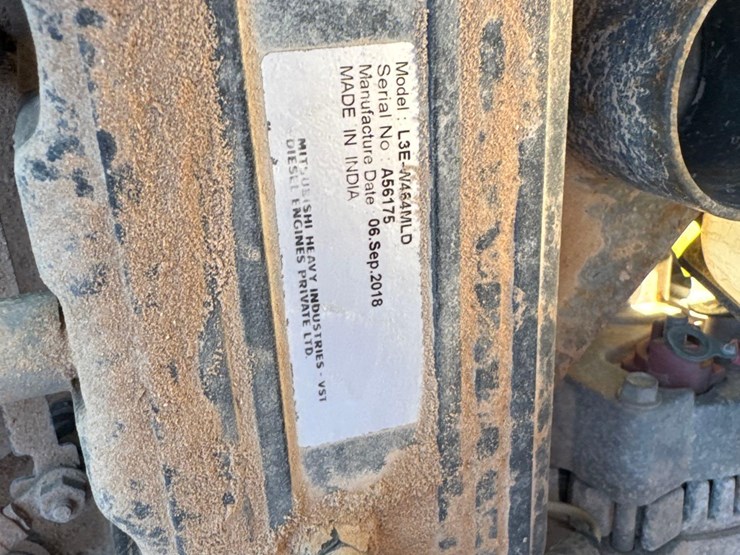 Model : L3E-W464MLD
Serial No : A56175
Manufacture Date 06.Sep.2018
MADE IN INDIA
MITSUBISHI HEAVY INDUSTRIES - VST
DIESEL ENGINES PRIVATE LTD.